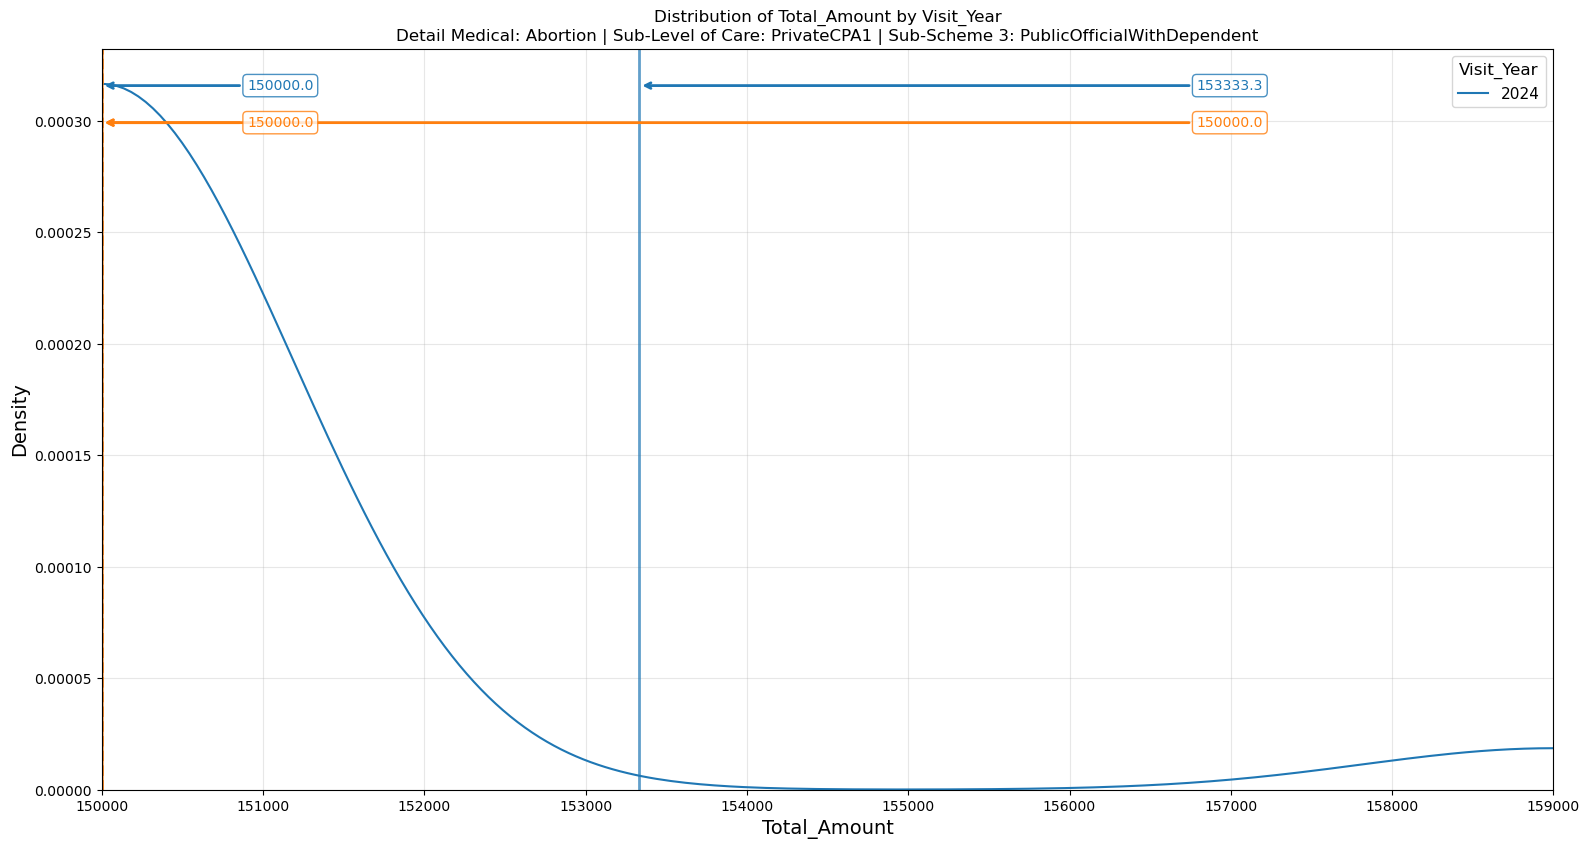 Distribution of Total_Amount by Visit_Year
Detail Medical: Abortion | Sub-Level of Care: PrivateCPA1 | Sub-Scheme 3: PublicOfficialWithDependent
Visit_Year
2024
150000.0
153333.3
150000.0
150000.0
0.00030
0.00025
0.00020
0.00015
0.00010
0.00005
0.00000
Density
150000 151000 152000 153000 154000 155000 156000 157000 158000 159000
Total_Amount